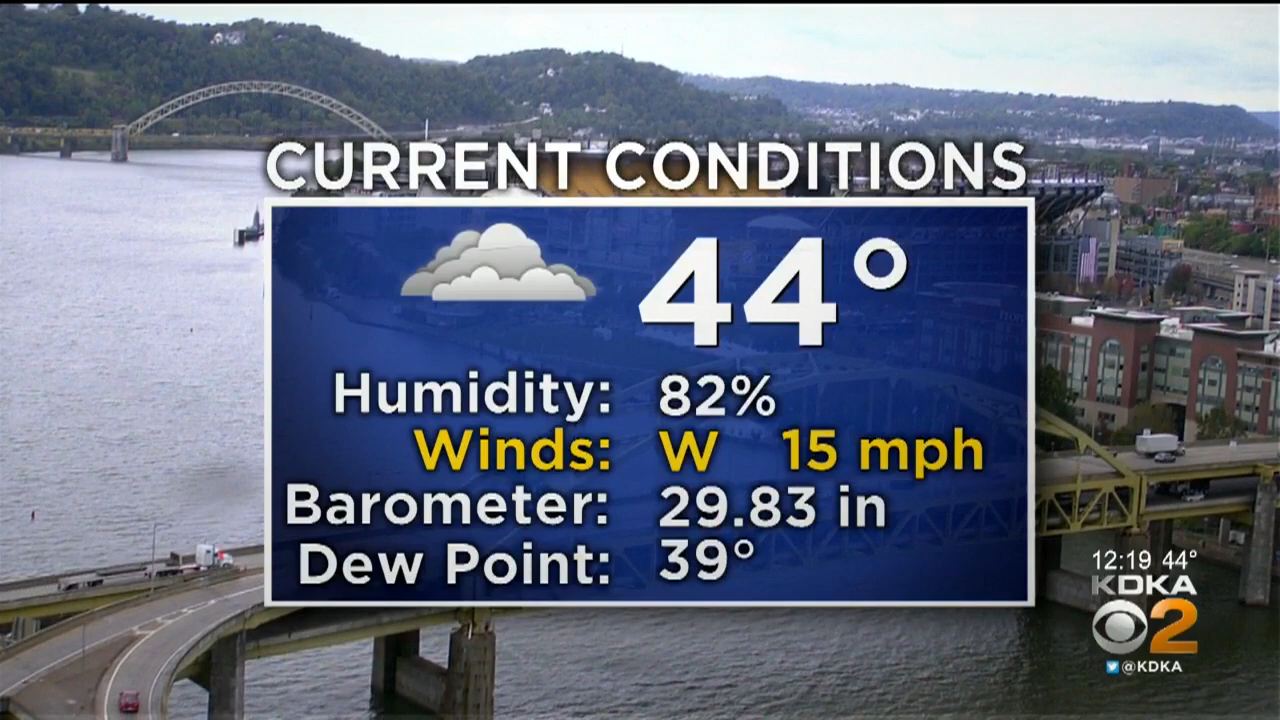 CURRENT CONDITIONS
44°
Humidity: 82%
Winds: W 15 mph
Barometer: 29.83 in
Dew Point: 39°
12:19 44°
KDKA
2
@KDKA